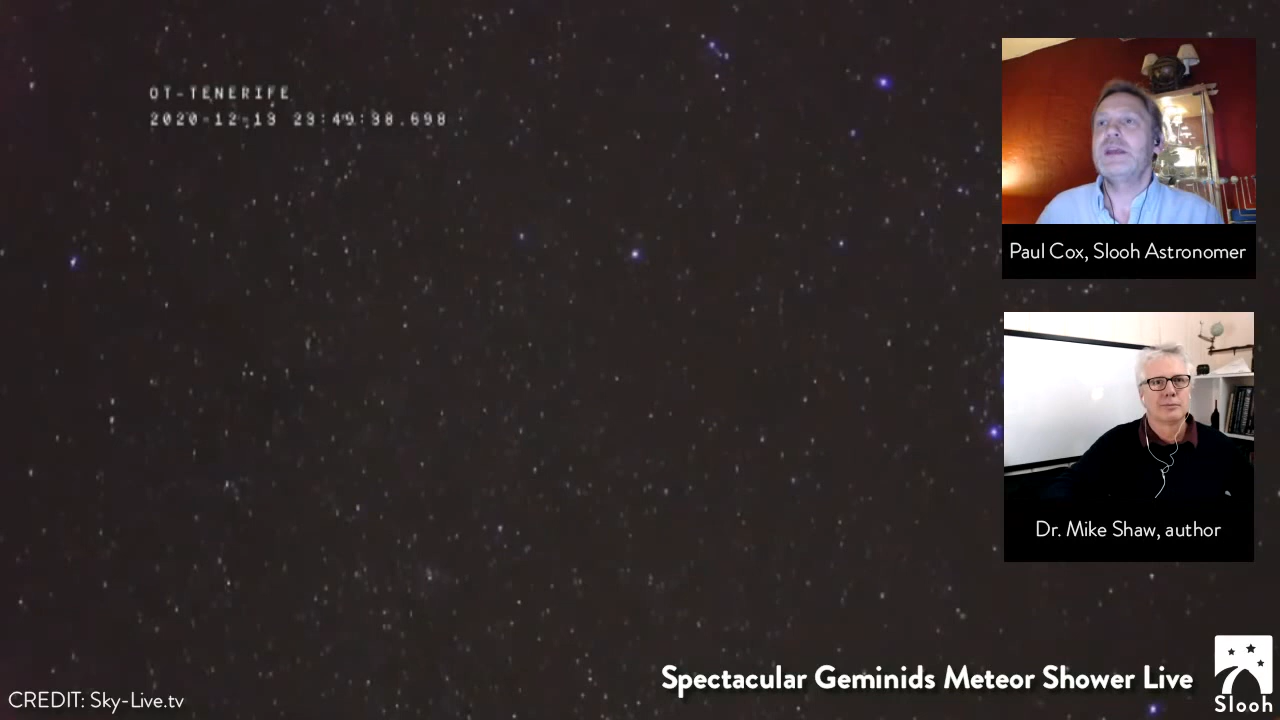 OT-TENERIFE
2020-12-13 23:49:38.698
Paul Cox, Slooh Astronomer
Dr. Mike Shaw, author
Spectacular Geminids Meteor Shower Live
Slooh
CREDIT: Sky-Live.tv